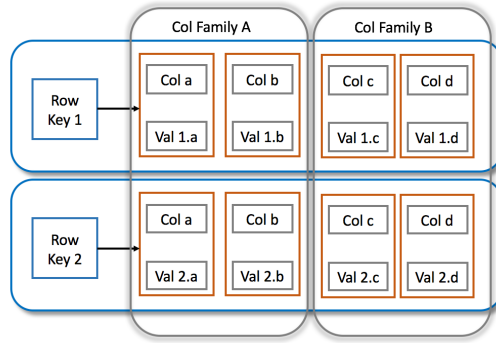 Col Family A
Col Family B
Row
Key 1
Col a
Col b
Col c
Col d
Val 1.a
Val 1.b
Val 1.c
Val 1.d
Row
Key 2
Col a
Col b
Col c
Col d
Val 2.a
Val 2.b
Val 2.c
Val 2.d